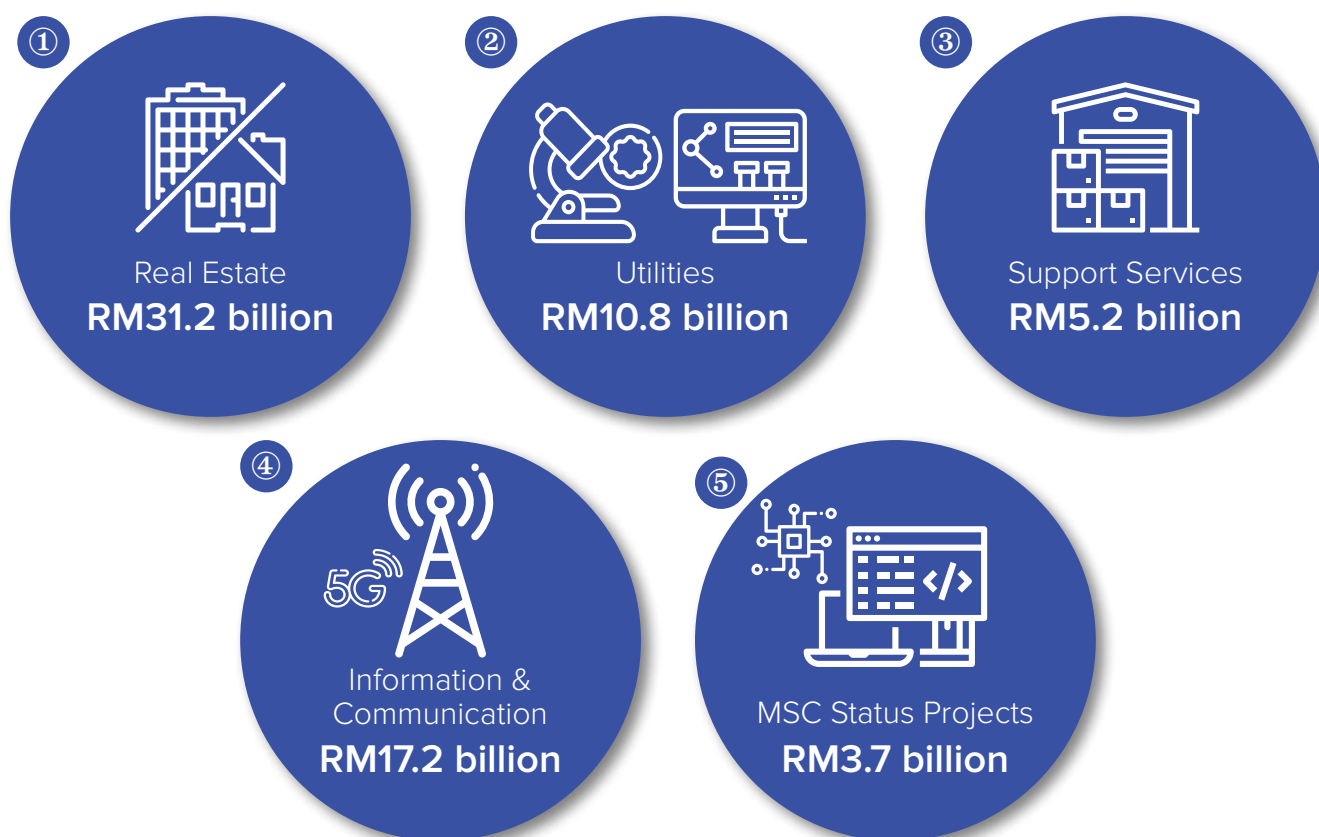 ①
Real Estate
RM31.2 billion
②
Utilities
RM10.8 billion
③
Support Services
RM5.2 billion
④
5G
Information &
Communication
RM17.2 billion
⑤
</>
MSC Status Projects
RM3.7 billion